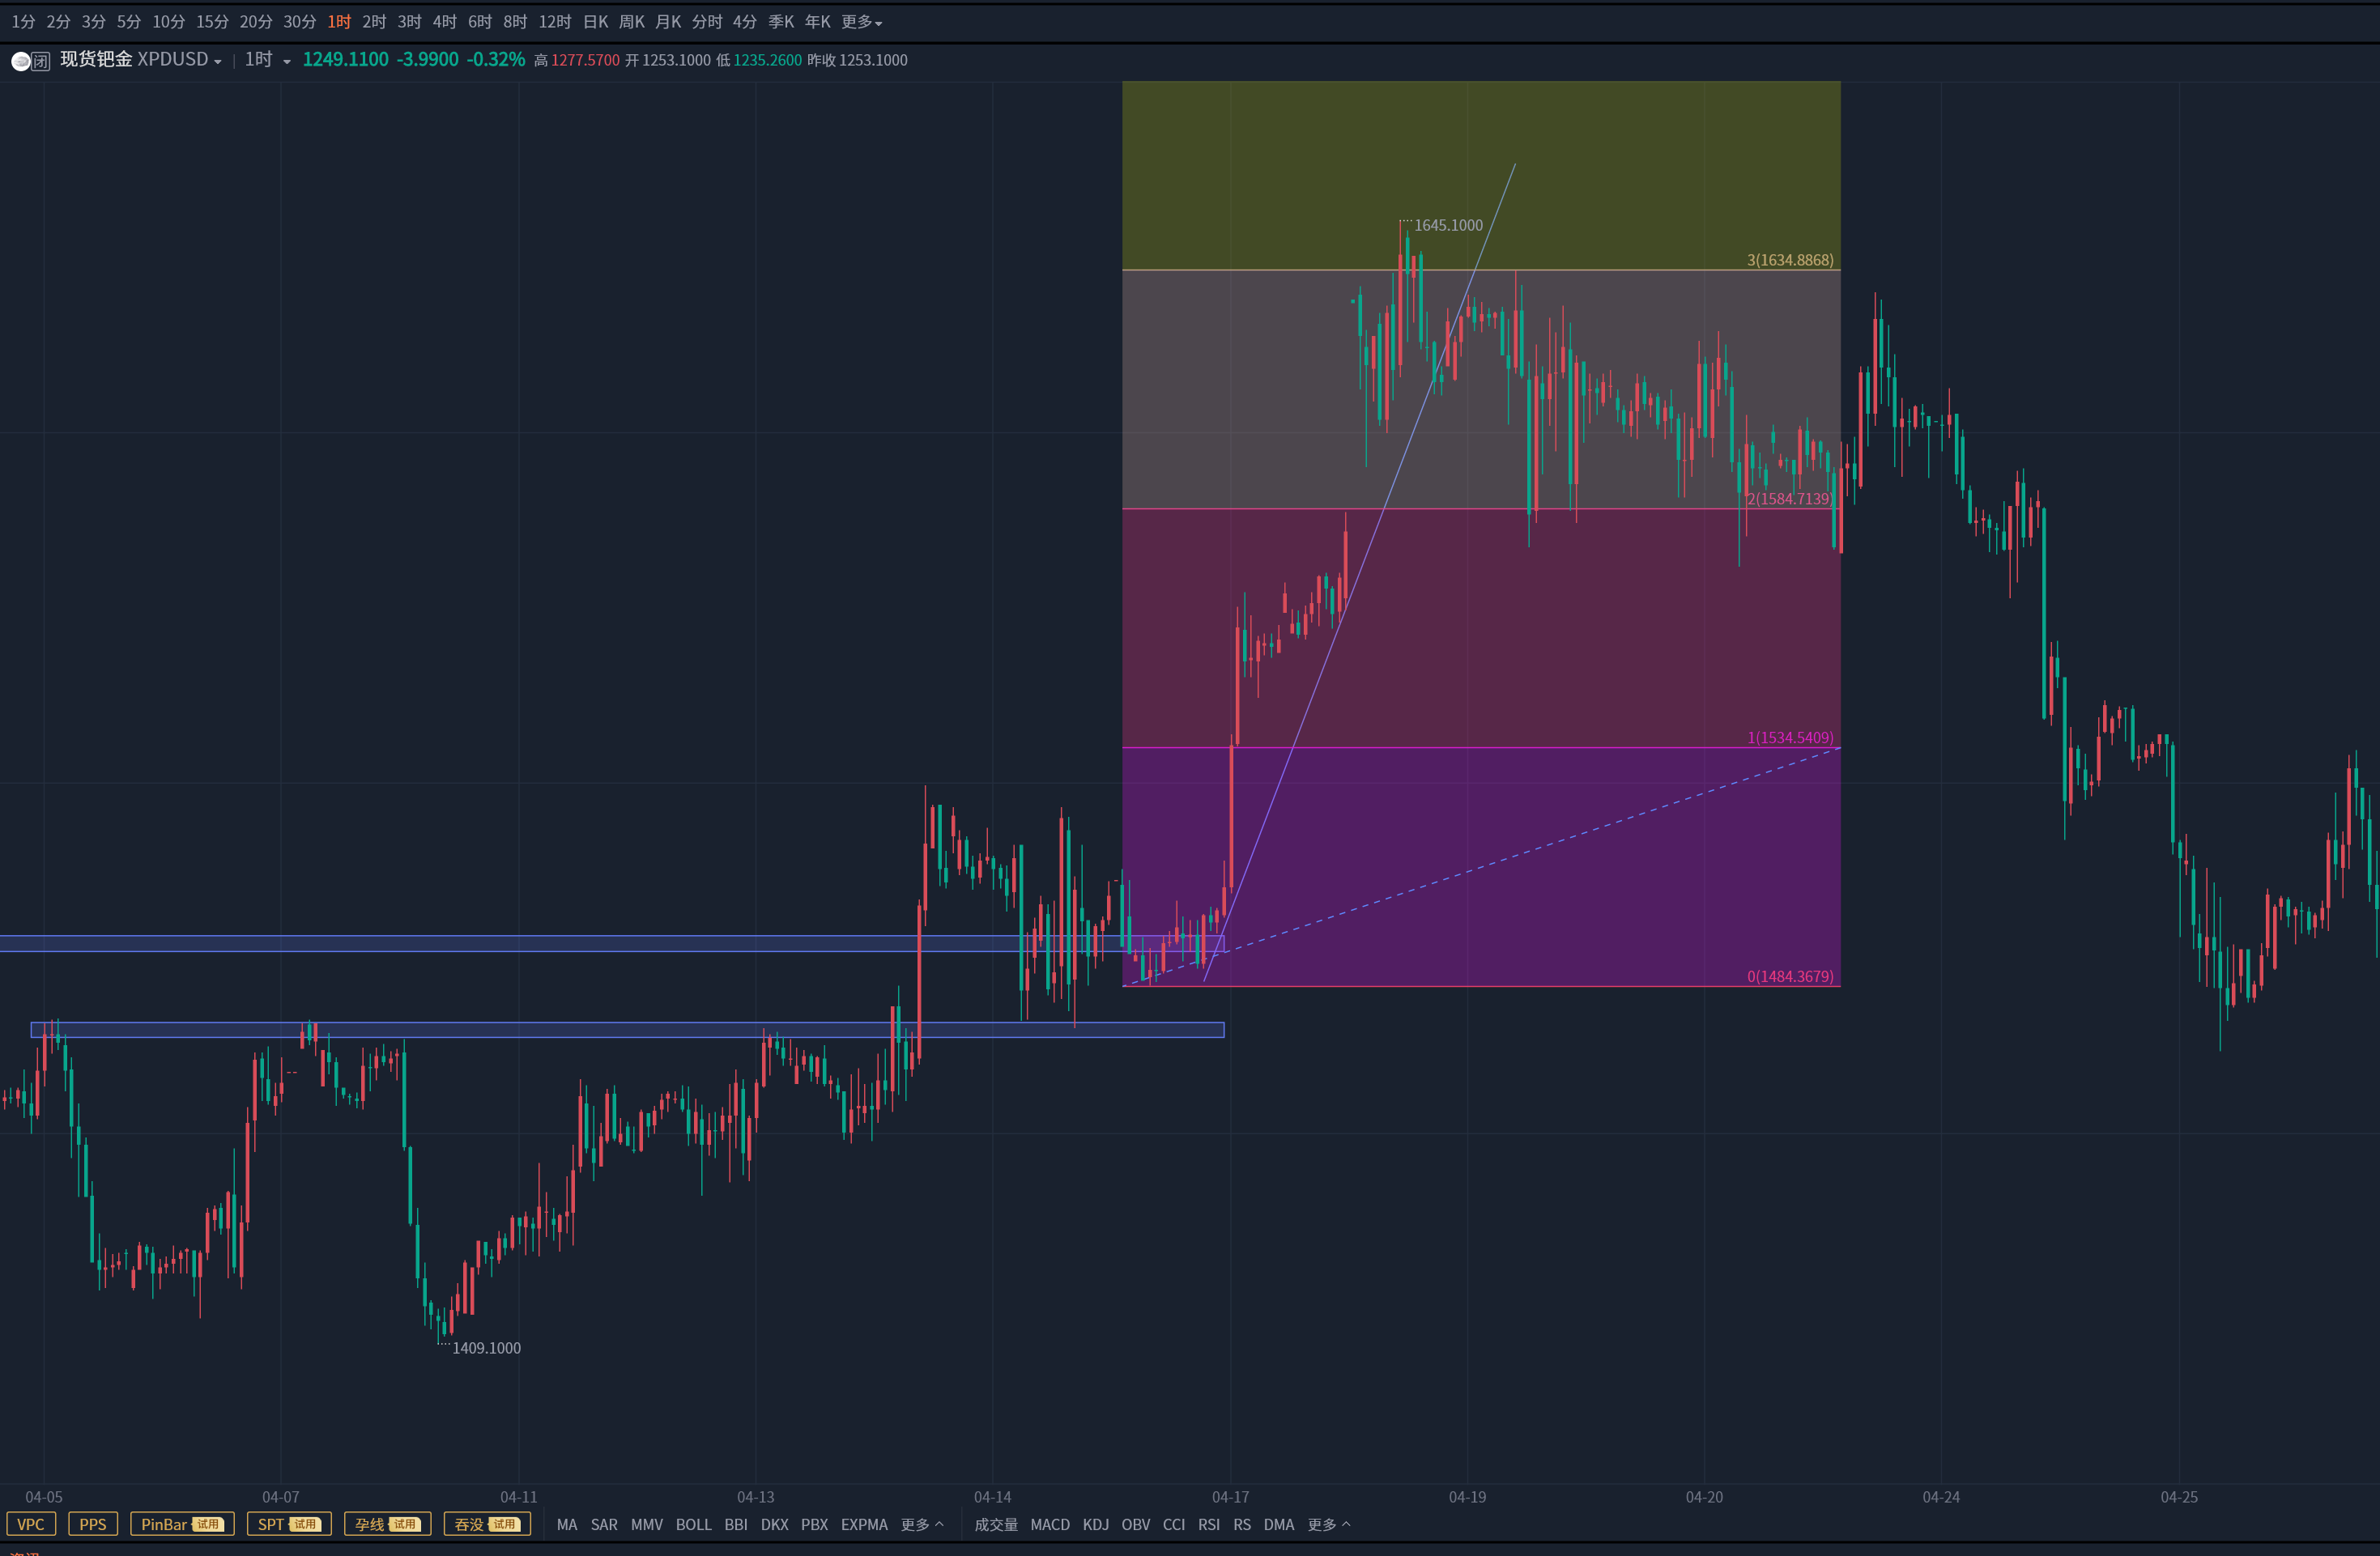 1分 2分 3分 5分 10分 15分 20分 30分 1时 2时 3时 4时 6时 8时 12时 日K 周K 月K 分时 4分 季K 年K 更多
闭 现货钯金 XPDUSD 1时 1249.1100 -3.9900 -0.32% 高 1277.5700 开 1253.1000 低 1235.2600 昨收 1253.1000
1645.1000
3(1634.8868)
2(1584.7139)
1(1534.5409)
0(1484.3679)
1409.1000
04-05 04-07 04-11 04-13 04-14 04-17 04-19 04-20 04-24 04-25
VPC PPS PinBar 试用 SPT 试用 孕线 试用 吞没 试用 MA SAR MMV BOLL BBI DKX PBX EXPMA 更多 成交量 MACD KDJ OBV CCI RSI RS DMA 更多